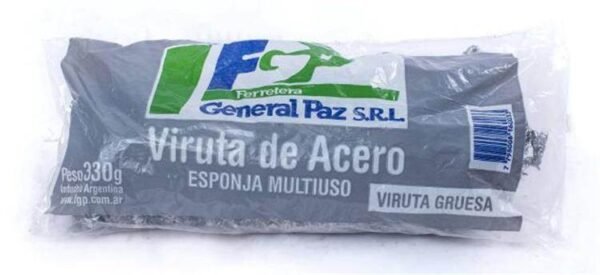 FGP
Ferretera
General Paz S.R.L.
Viruta de Acero
ESPONJA MULTIUSO
VIRUTA GRUESA
Peso 330g
Industria Argentina
www.fgp.com.ar